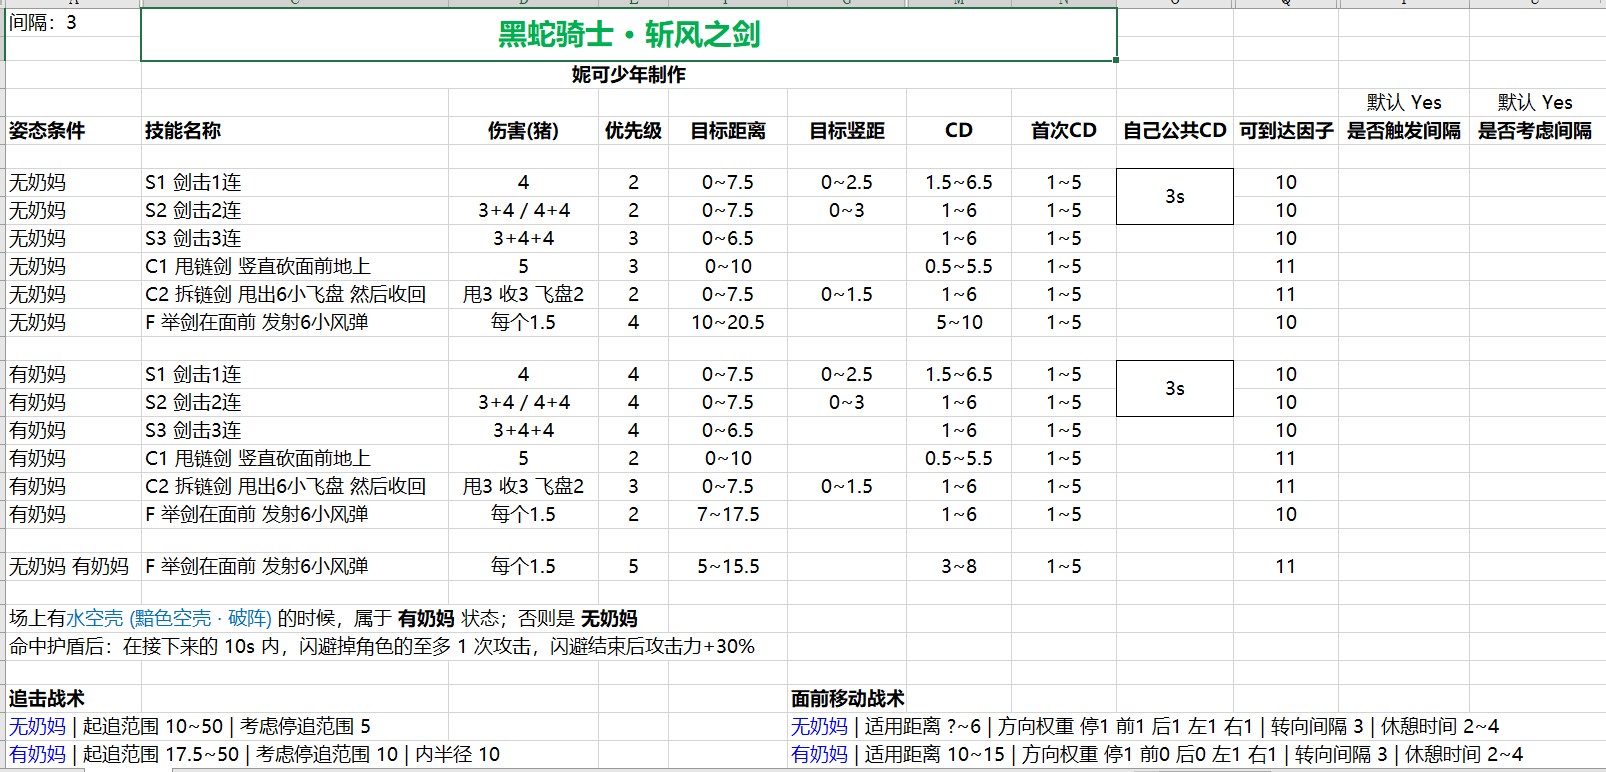 间隔：3
黑蛇骑士・斩风之剑
妮可少年制作
默认 Yes 默认 Yes
姿态条件 技能名称 伤害(猪) 优先级 目标距离 目标竖距 CD 首次CD 自己公共CD 可到达因子 是否触发间隔 是否考虑间隔
无奶妈 S1 剑击1连 4 2 0~7.5 0~2.5 1.5~6.5 1~5 3s 10
无奶妈 S2 剑击2连 3+4 / 4+4 2 0~7.5 0~3 1~6 1~5 10
无奶妈 S3 剑击3连 3+4+4 3 0~6.5 1~6 1~5 10
无奶妈 C1 甩链剑 竖直砍面前地上 5 3 0~10 0.5~5.5 1~5 11
无奶妈 C2 拆链剑 甩出6小飞盘 然后收回 甩3 收3 飞盘2 2 0~7.5 0~1.5 1~6 1~5 11
无奶妈 F 举剑在面前 发射6小风弹 每个1.5 4 10~20.5 5~10 1~5 10
有奶妈 S1 剑击1连 4 4 0~7.5 0~2.5 1.5~6.5 1~5 3s 10
有奶妈 S2 剑击2连 3+4 / 4+4 4 0~7.5 0~3 1~6 1~5 10
有奶妈 S3 剑击3连 3+4+4 4 0~6.5 1~6 1~5 10
有奶妈 C1 甩链剑 竖直砍面前地上 5 2 0~10 0.5~5.5 1~5 11
有奶妈 C2 拆链剑 甩出6小飞盘 然后收回 甩3 收3 飞盘2 3 0~7.5 0~1.5 1~6 1~5 11
有奶妈 F 举剑在面前 发射6小风弹 每个1.5 2 7~17.5 1~6 1~5 10
无奶妈 有奶妈 F 举剑在面前 发射6小风弹 每个1.5 5 5~15.5 3~8 1~5 11
场上有水空壳 (黯色空壳 · 破阵) 的时候，属于 有奶妈 状态；否则是 无奶妈
命中护盾后：在接下来的 10s 内，闪避掉角色的至多 1 次攻击，闪避结束后攻击力+30%
追击战术 面前移动战术
无奶妈 | 起追范围 10~50 | 考虑停追范围 5 无奶妈 | 适用距离 ?~6 | 方向权重 停1 前1 后1 左1 右1 | 转向间隔 3 | 休憩时间 2~4
有奶妈 | 起追范围 17.5~50 | 考虑停追范围 10 | 内半径 10 有奶妈 | 适用距离 10~15 | 方向权重 停1 前0 后0 左1 右1 | 转向间隔 3 | 休憩时间 2~4